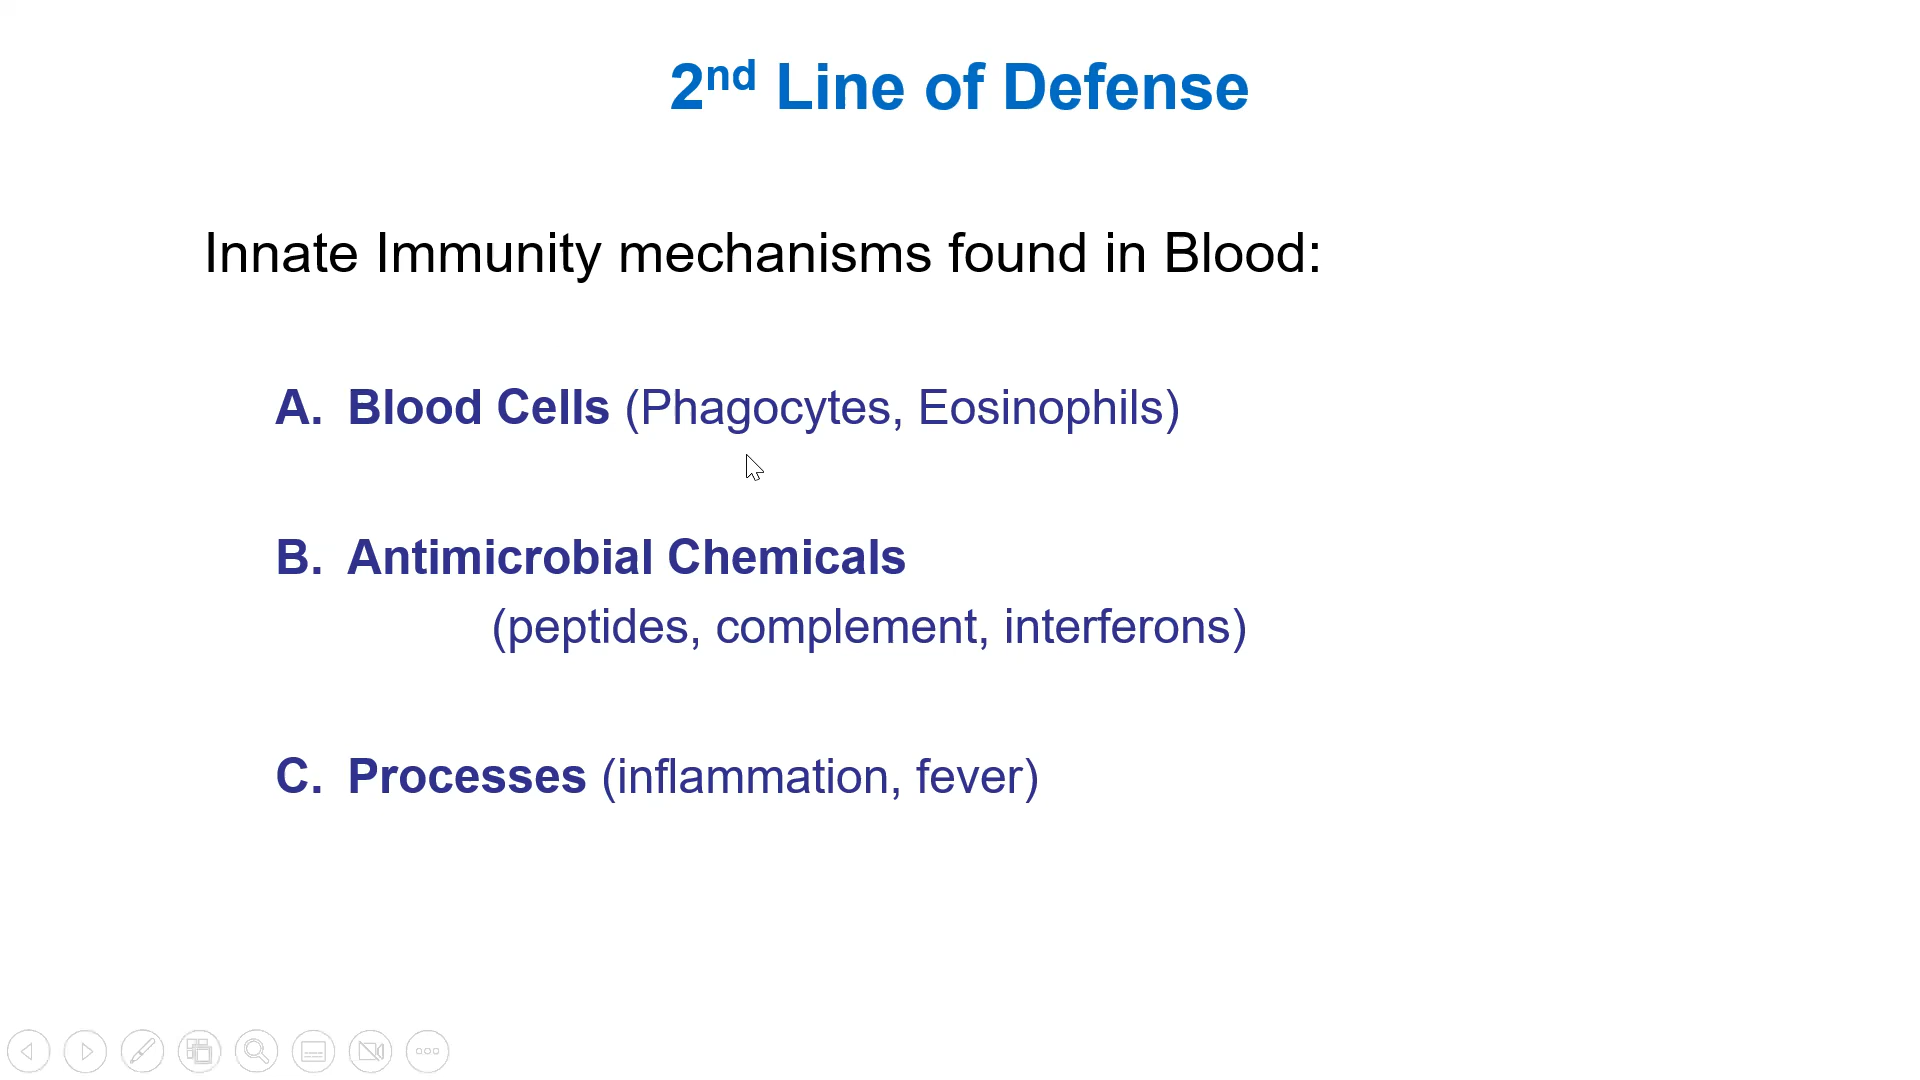 2nd Line of Defense
Innate Immunity mechanisms found in Blood:
A. Blood Cells (Phagocytes, Eosinophils)
B. Antimicrobial Chemicals
(peptides, complement, interferons)
C. Processes (inflammation, fever)